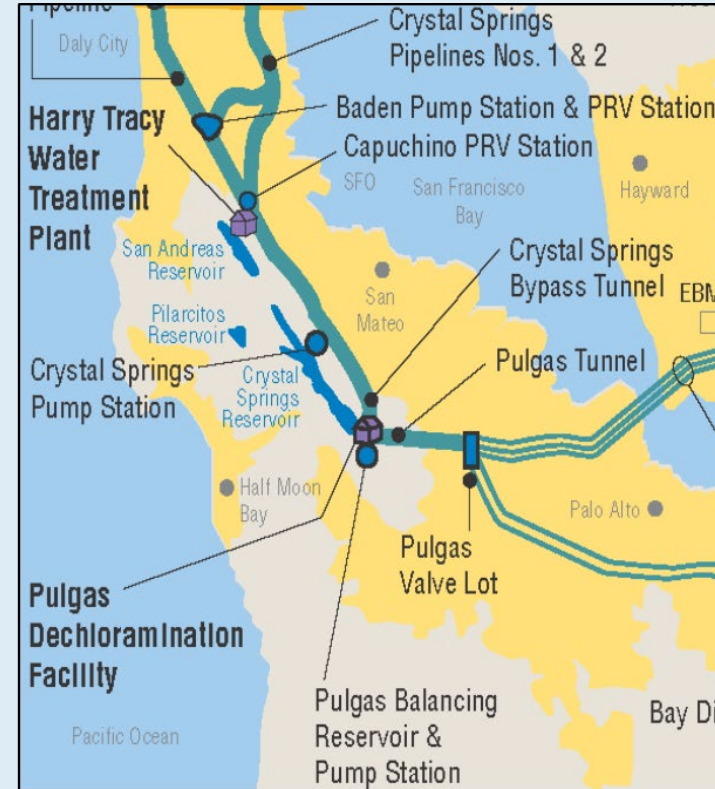 Pipeline
Daly City
Crystal Springs
Pipelines Nos. 1 & 2
Harry Tracy
Water
Treatment
Plant
Baden Pump Station & PRV Station
Capuchino PRV Station
SFO
San Francisco
Bay
Hayward
San Andreas
Reservoir
Crystal Springs
Bypass Tunnel
San
Mateo
Pilarcitos
Reservoir
Crystal Springs
Pump Station
Crystal
Springs
Reservoir
Pulgas Tunnel
Half Moon
Bay
Palo Alto
Pulgas
Valve Lot
Pulgas
Dechloramination
Facility
Pulgas Balancing
Reservoir &
Pump Station
Pacific Ocean